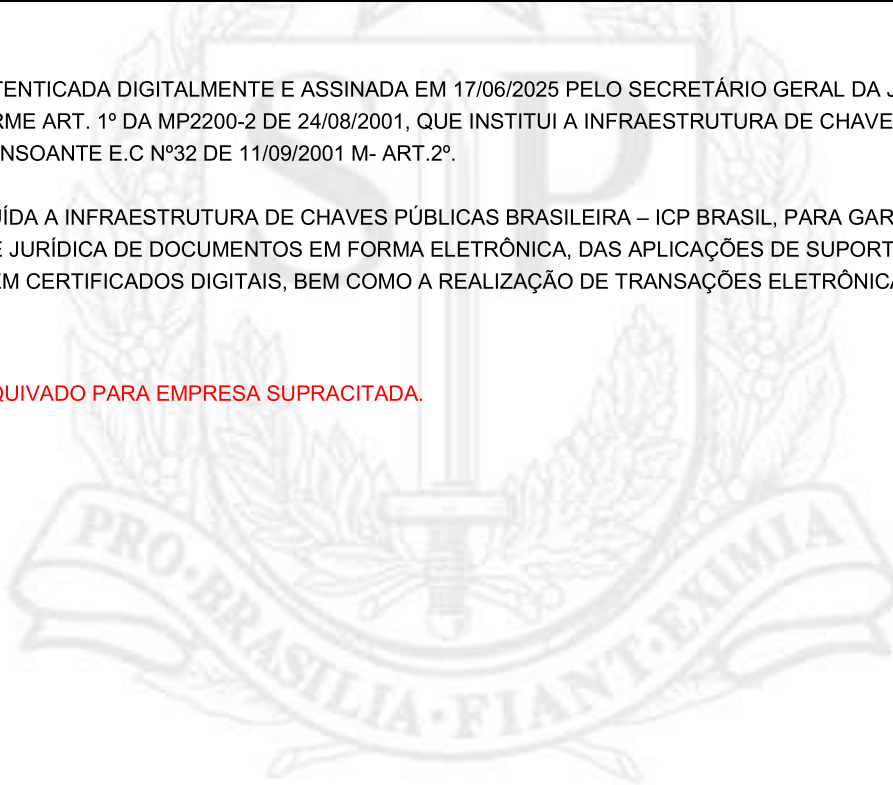 TENTICADA DIGITALMENTE E ASSINADA EM 17/06/2025 PELO SECRETÁRIO GERAL DA J
RME ART. 1º DA MP2200-2 DE 24/08/2001, QUE INSTITUI A INFRAESTRUTURA DE CHAVE
NSOANTE E.C Nº32 DE 11/09/2001 M- ART.2º.
ÍDA A INFRAESTRUTURA DE CHAVES PÚBLICAS BRASILEIRA – ICP BRASIL, PARA GAR
E JURÍDICA DE DOCUMENTOS EM FORMA ELETRÔNICA, DAS APLICAÇÕES DE SUPORT
EM CERTIFICADOS DIGITAIS, BEM COMO A REALIZAÇÃO DE TRANSAÇÕES ELETRÔNICA
QUIVADO PARA EMPRESA SUPRACITADA.
SP
PRO·BRASILIA·FIANT·EXIMIA